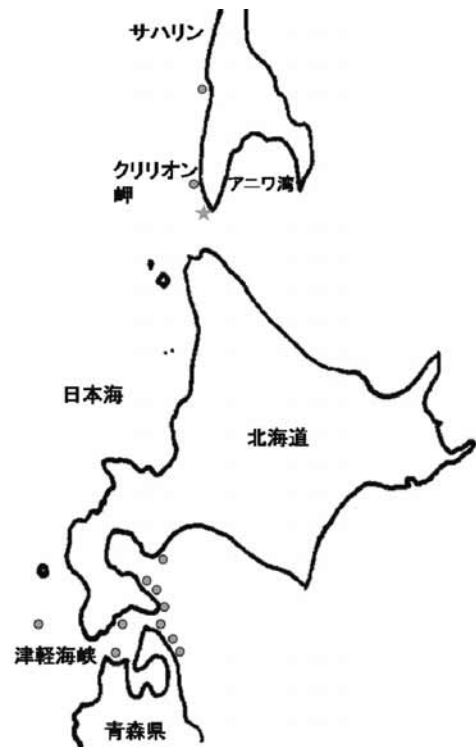 サハリン
クリリオン
岬
アニワ湾
日本海
北海道
津軽海峡
青森県